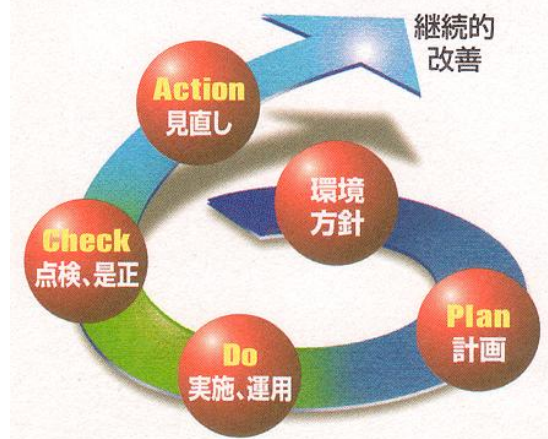 継続的
改善
Action
見直し
環境
方針
Check
点検、是正
Plan
計画
Do
実施、運用